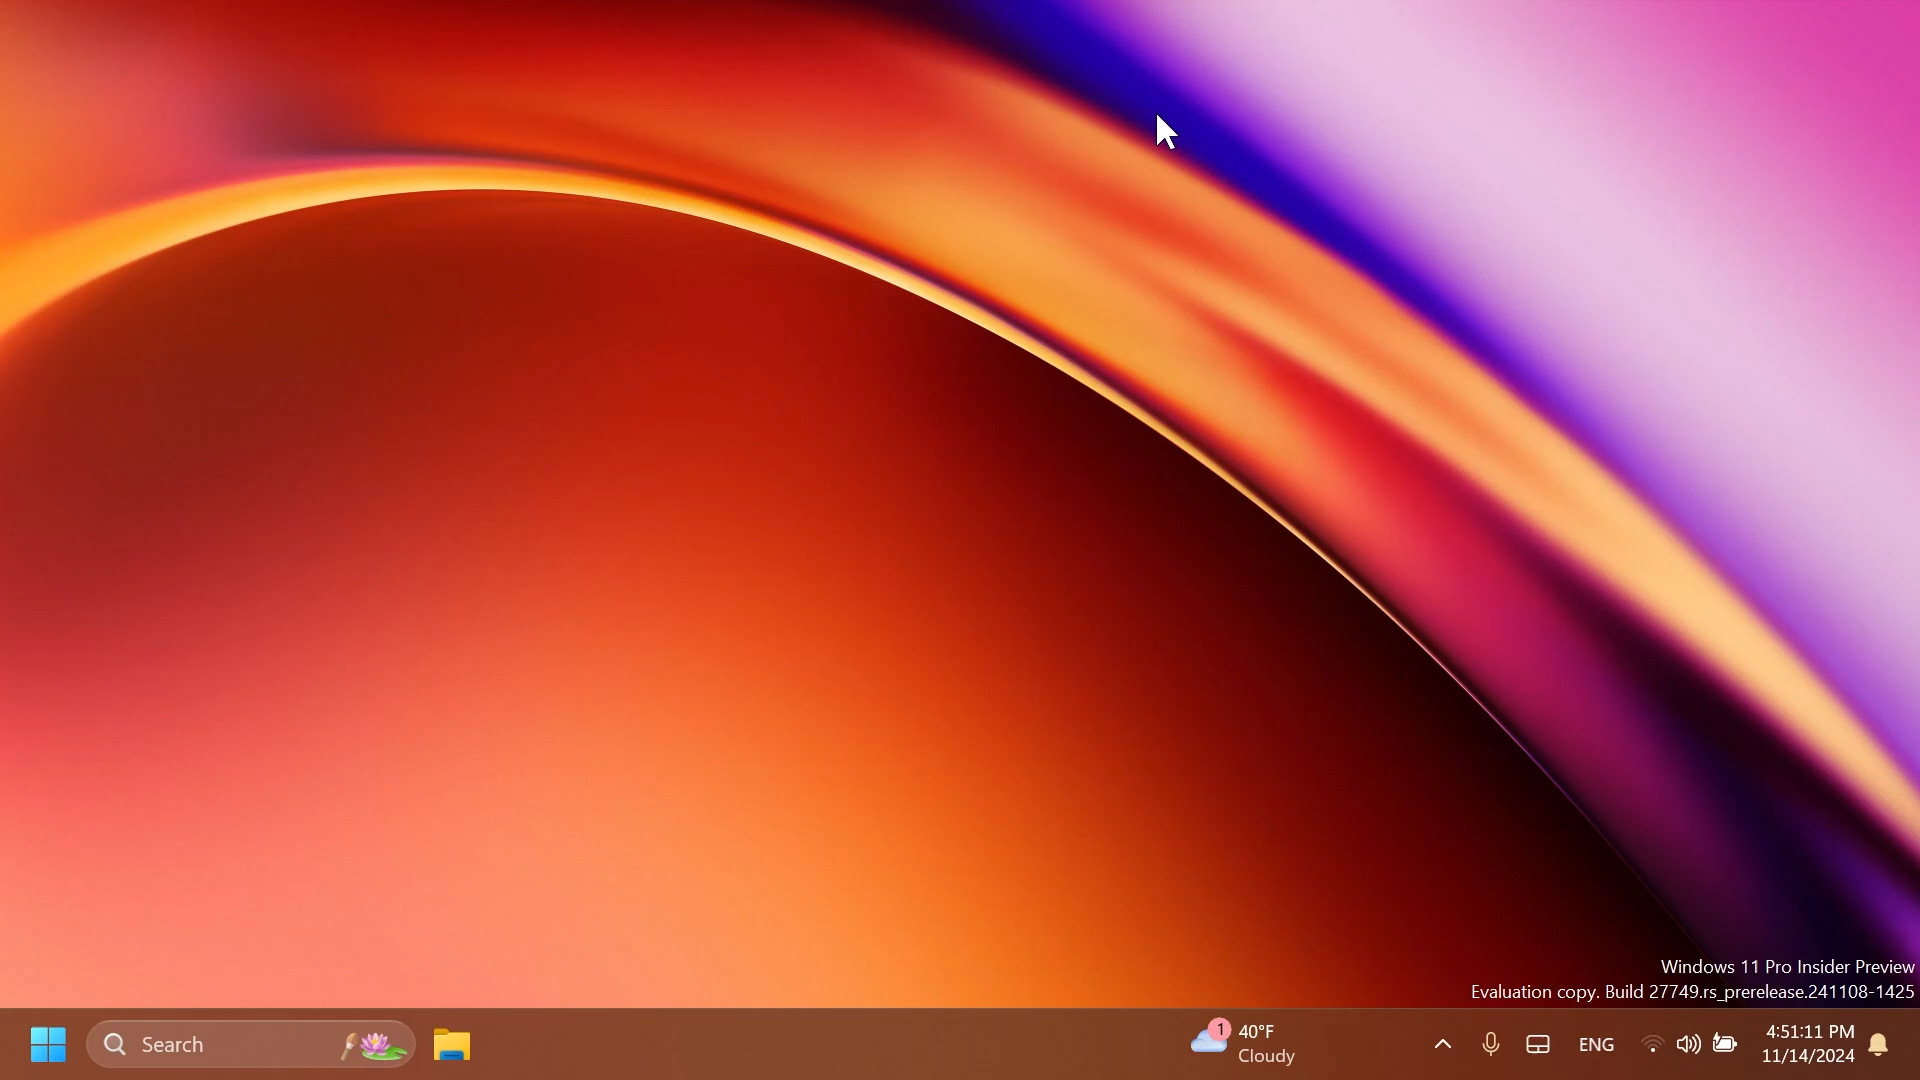 Windows 11 Pro Insider Preview
Evaluation copy. Build 27749.rs_prerelease.241108-1425
Search
1
40°F
Cloudy
ENG
4:51:11 PM
11/14/2024